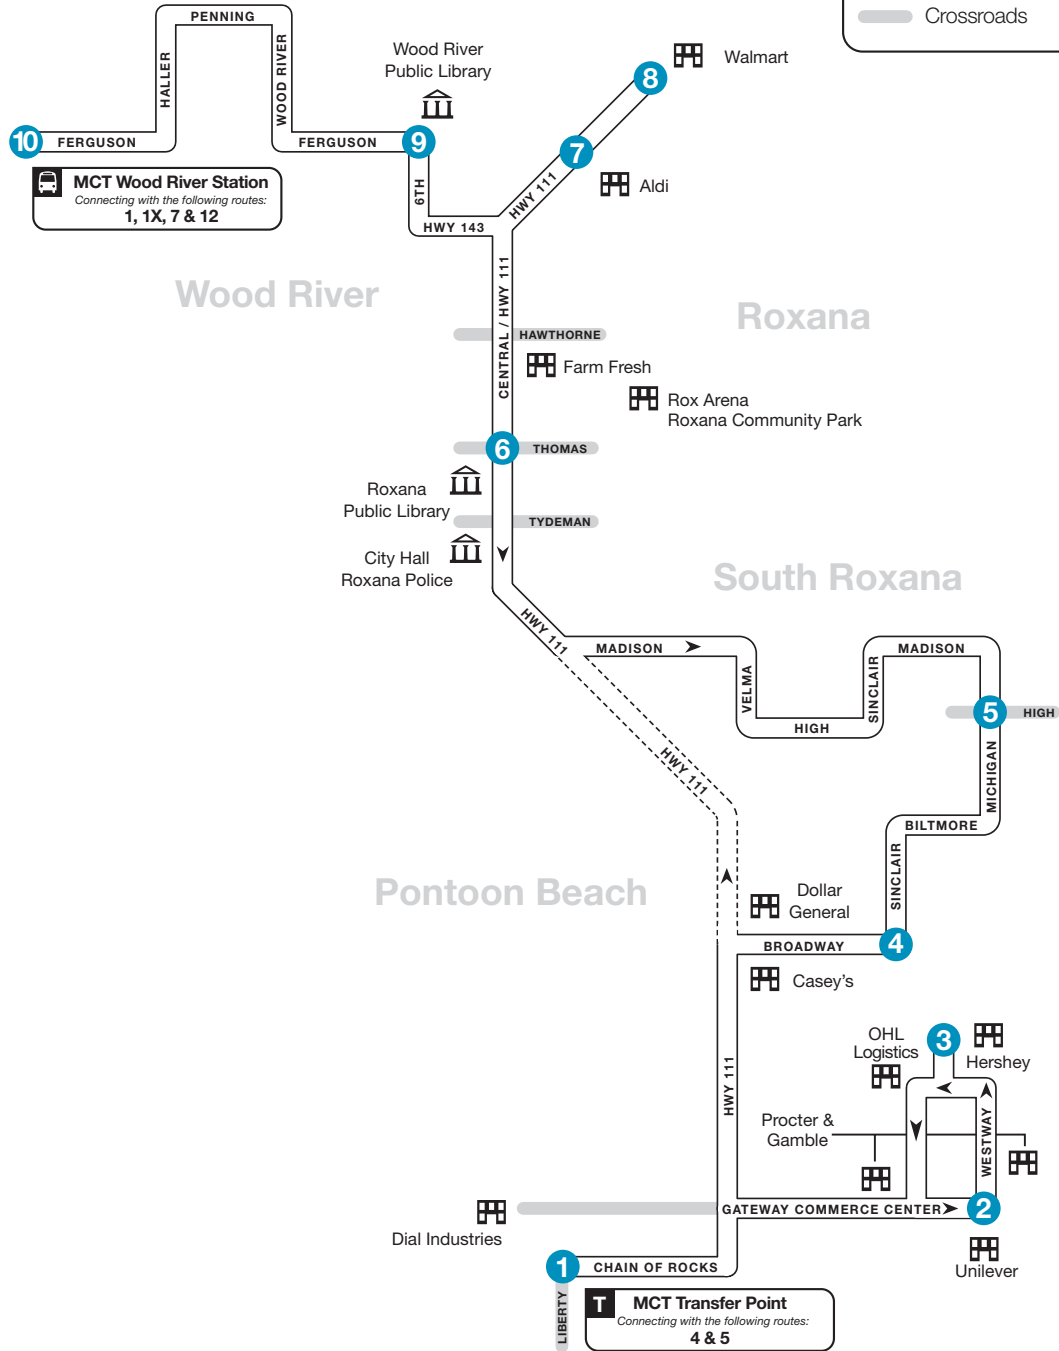 Crossroads
PENNING
HALLER
WOOD RIVER
Wood River
Public Library
8
Walmart
10
FERGUSON
FERGUSON
9
7
Aldi
HWY 111
6TH
HWY 143
MCT Wood River Station
Connecting with the following routes:
1, 1X, 7 & 12
Wood River
Roxana
CENTRAL / HWY 111
HAWTHORNE
Farm Fresh
Rox Arena
Roxana Community Park
6
THOMAS
Roxana
Public Library
TYDEMAN
City Hall
Roxana Police
South Roxana
HWY 111
MADISON
VELMA
HIGH
SINCLAIR
MADISON
5
HIGH
MICHIGAN
HWY 111
BILTMORE
SINCLAIR
Pontoon Beach
Dollar
General
BROADWAY
4
Casey's
HWY 111
OHL
Logistics
3
Hershey
Procter &
Gamble
WESTWAY
GATEWAY COMMERCE CENTER
2
Dial Industries
Unilever
1
CHAIN OF ROCKS
LIBERTY
T
MCT Transfer Point
Connecting with the following routes:
4 & 5